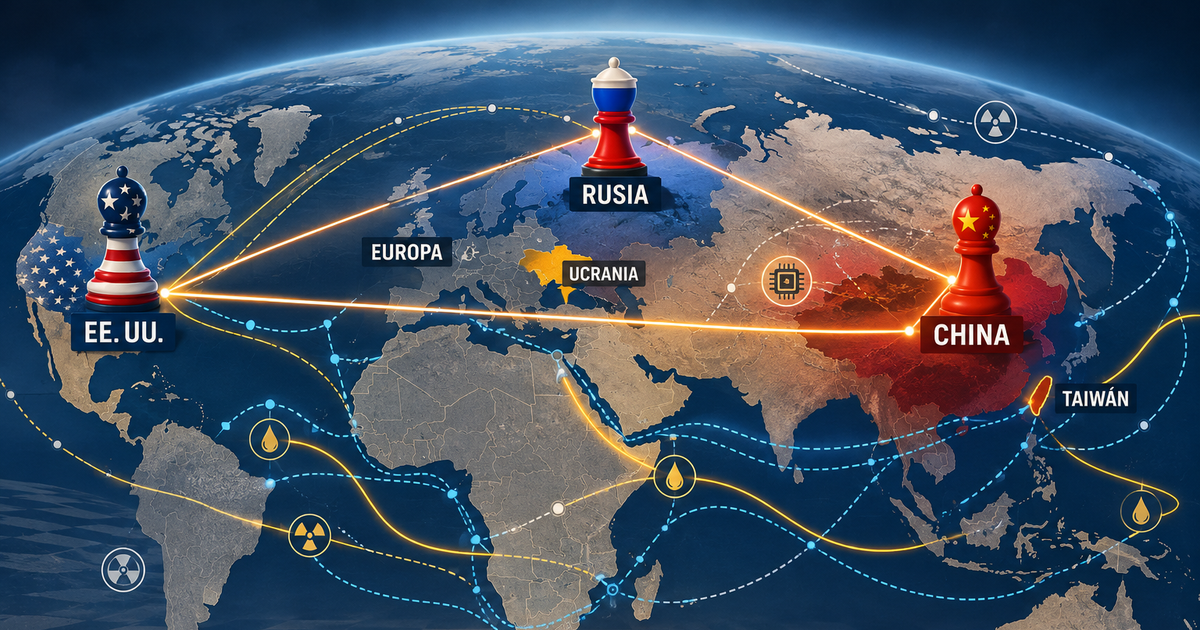 RUSIA
EUROPA
UCRANIA
EE. UU.
CHINA
TAIWÁN